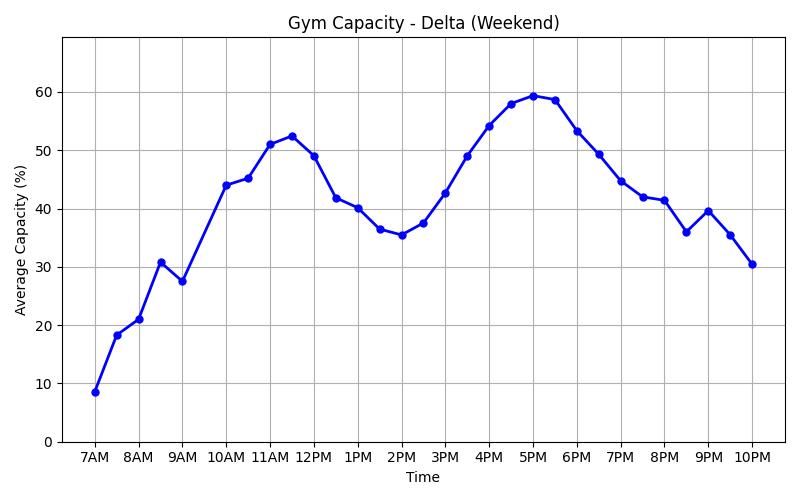 Gym Capacity - Delta (Weekend)
Average Capacity (%)
60
50
40
30
20
10
0
7AM 8AM 9AM 10AM 11AM 12PM 1PM 2PM 3PM 4PM 5PM 6PM 7PM 8PM 9PM 10PM
Time